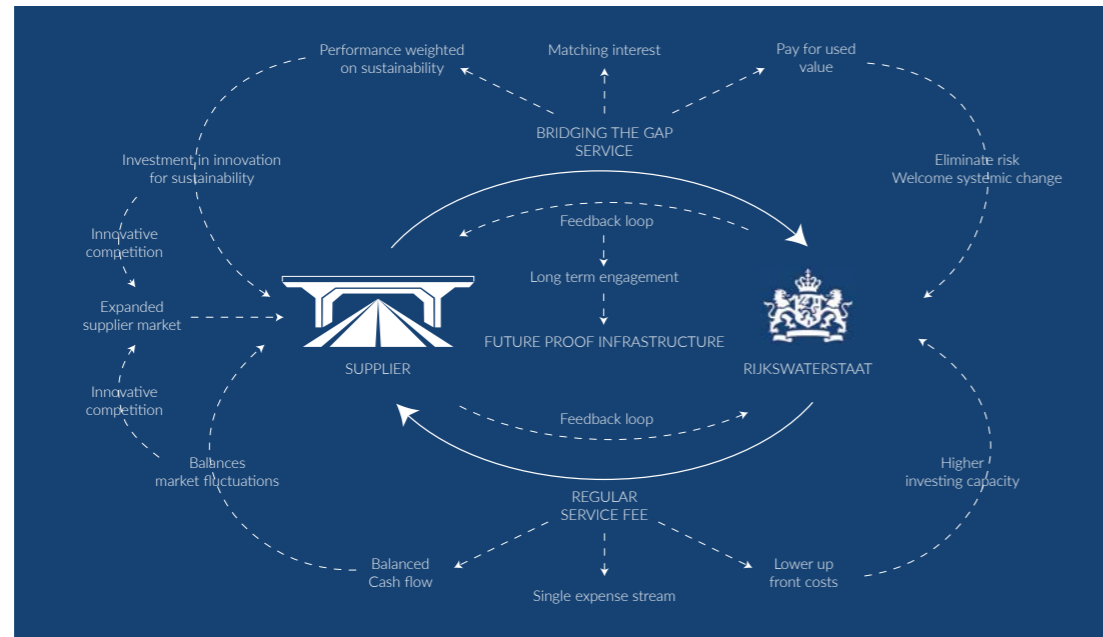 Performance weighted
on sustainability
Matching interest
Pay for used
value
BRIDGING THE GAP
SERVICE
Investment in innovation
for sustainability
Eliminate risk
Welcome systemic change
Feedback loop
Innovative
competition
Long term engagement
Expanded
supplier market
FUTURE PROOF INFRASTRUCTURE
SUPPLIER
RIJKSWATERSTAAT
Innovative
competition
Feedback loop
Balances
market fluctuations
Higher
investing capacity
REGULAR
SERVICE FEE
Balanced
Cash flow
Single expense stream
Lower up
front costs